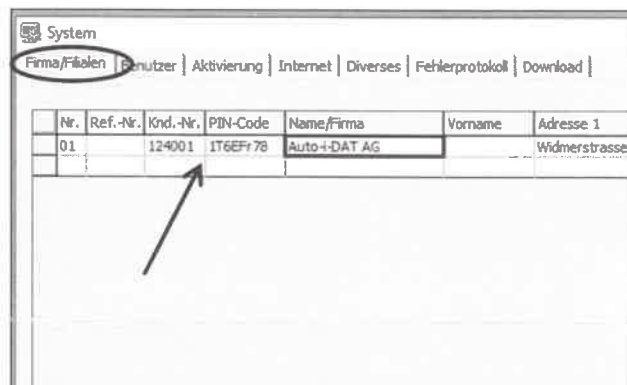 System
Firma/Filialen Benutzer Aktivierung Internet Diverses Fehlerprotokoll Download
Nr. Ref.-Nr. Knd.-Nr. PIN-Code Name/Firma Vorname Adresse 1
01 124001 1T6EFr78 Auto-i-DAT AG Widmerstrasse